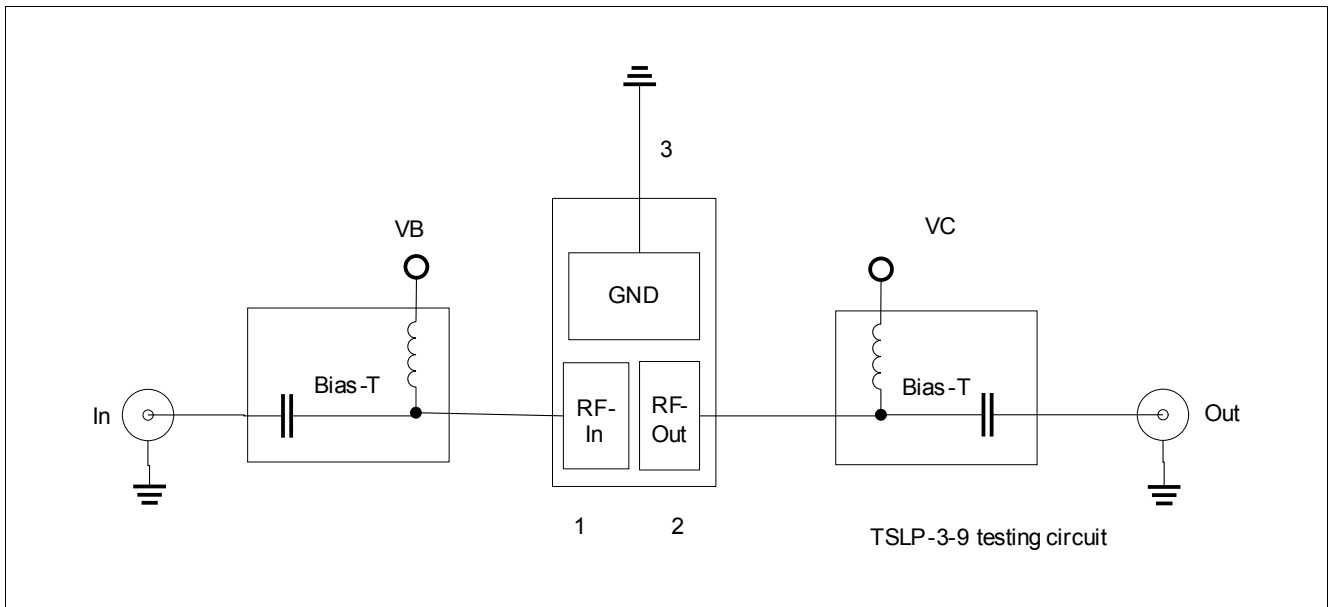 3
VB
VC
GND
Bias-T
Bias-T
In
RF-
In
RF-
Out
Out
1
2
TSLP-3-9 testing circuit